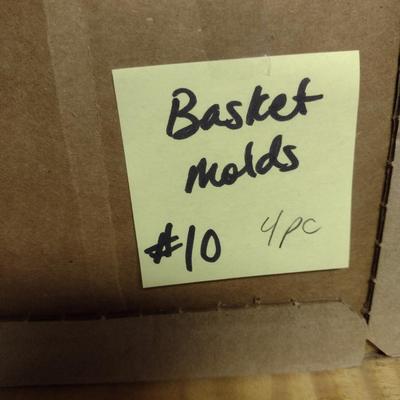 Basket
molds
#10 4pc